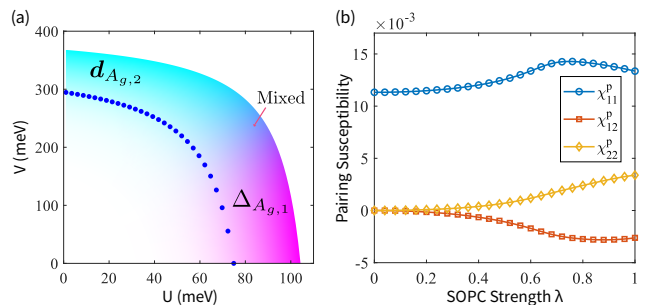 (a)
400
300
200
100
0
V (meV)
d_{A_g,2}
Mixed
Δ_{A_g,1}
0 20 40 60 80 100
U (meV)
(b)
×10⁻³
15
10
5
0
-5
Pairing Susceptibility
χ^p_{11}
χ^p_{12}
χ^p_{22}
0 0.2 0.4 0.6 0.8 1
SOPC Strength λ